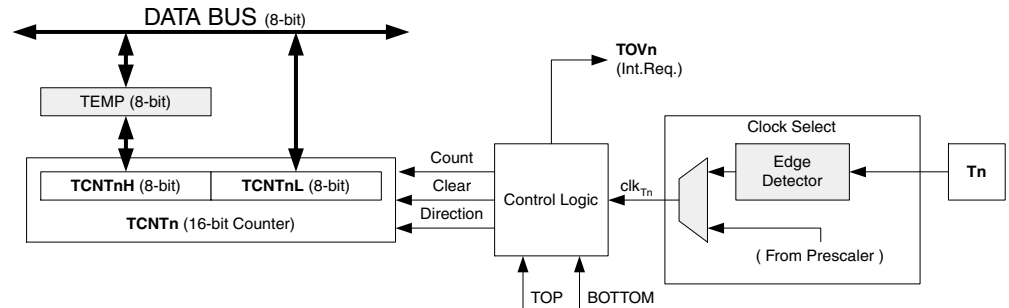 DATA BUS (8-bit)
TOVn
(Int.Req.)
TEMP (8-bit)
Clock Select
Count
Edge
Detector
Tn
TCNTnH (8-bit) TCNTnL (8-bit)
Clear
Control Logic
clkTn
TCNTn (16-bit Counter)
Direction
( From Prescaler )
TOP
BOTTOM